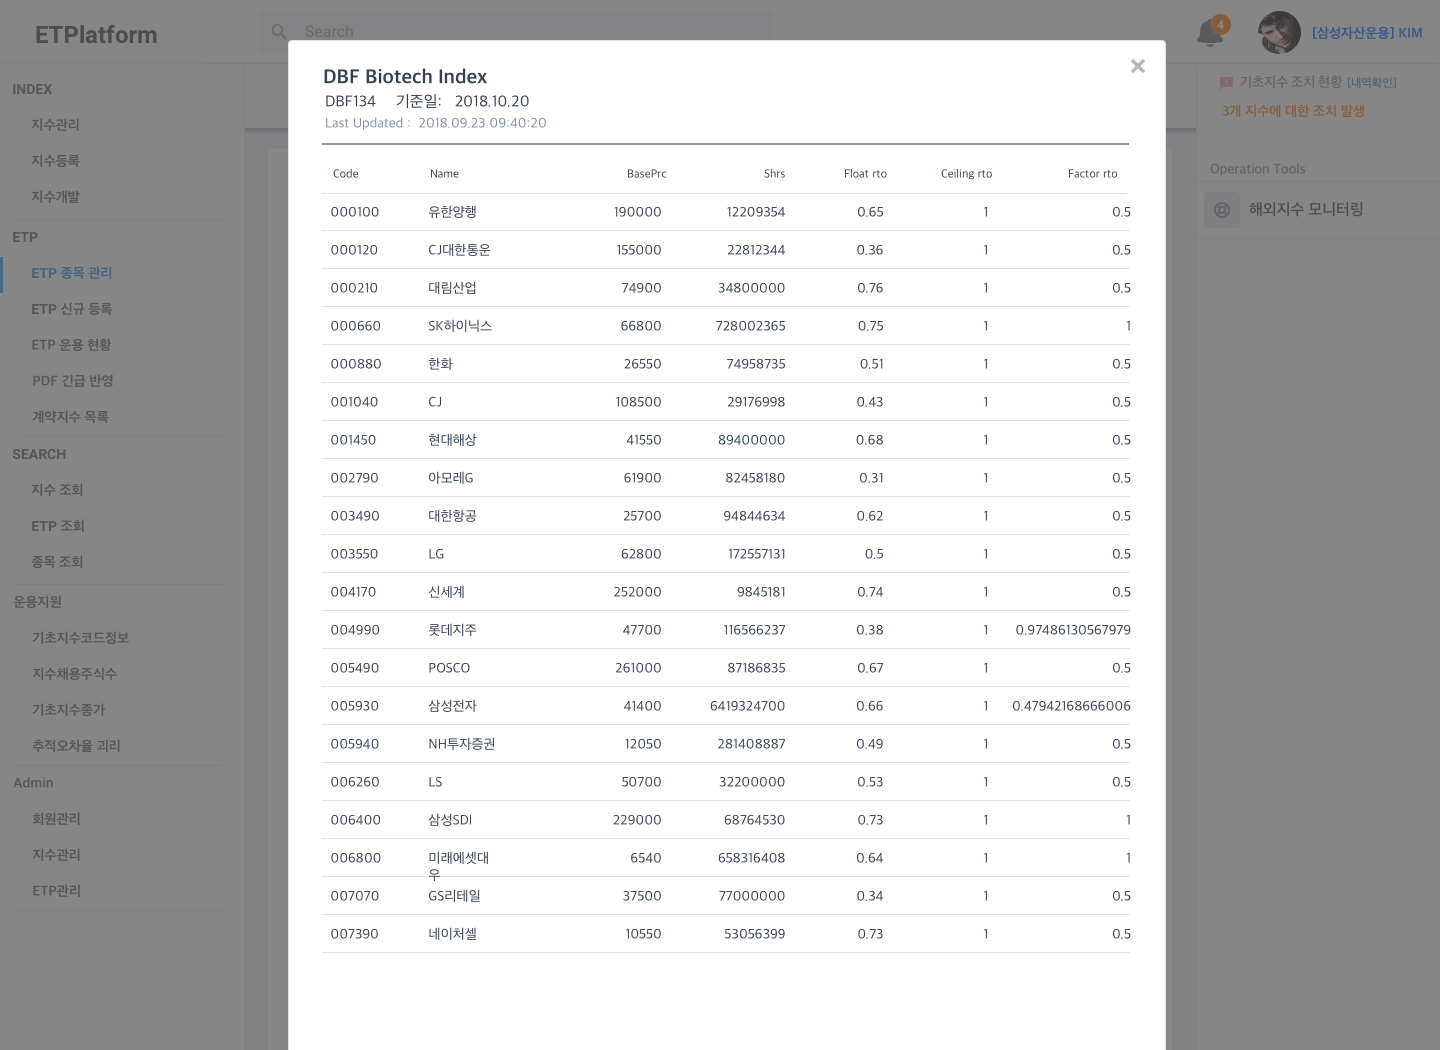 ETPlatform
Search
4
[삼성자산운용] KIM
INDEX
지수관리
지수등록
지수개발
ETP
ETP 종목 관리
ETP 신규 등록
ETP 운용 현황
PDF 긴급 반영
계약지수 목록
SEARCH
지수 조회
ETP 조회
종목 조회
운용지원
기초지수코드정보
지수채용주식수
기초지수종가
추적오차율 괴리
Admin
회원관리
지수관리
ETP관리
DBF Biotech Index
DBF134 기준일: 2018.10.20
Last Updated : 2018.09.23 09:40:20
Code Name BasePrc Shrs Float rto Ceiling rto Factor rto
000100 유한양행 190000 12209354 0.65 1 0.5
000120 CJ대한통운 155000 22812344 0.36 1 0.5
000210 대림산업 74900 34800000 0.76 1 0.5
000660 SK하이닉스 66800 728002365 0.75 1 1
000880 한화 26550 74958735 0.51 1 0.5
001040 CJ 108500 29176998 0.43 1 0.5
001450 현대해상 41550 89400000 0.68 1 0.5
002790 아모레G 61900 82458180 0.31 1 0.5
003490 대한항공 25700 94844634 0.62 1 0.5
003550 LG 62800 172557131 0.5 1 0.5
004170 신세계 252000 9845181 0.74 1 0.5
004990 롯데지주 47700 116566237 0.38 1 0.97486130567979
005490 POSCO 261000 87186835 0.67 1 0.5
005930 삼성전자 41400 6419324700 0.66 1 0.47942168666006
005940 NH투자증권 12050 281408887 0.49 1 0.5
006260 LS 50700 32200000 0.53 1 0.5
006400 삼성SDI 229000 68764530 0.73 1 1
006800 미래에셋대 6540 658316408 0.64 1 1
우
007070 GS리테일 37500 77000000 0.34 1 0.5
007390 네이처셀 10550 53056399 0.73 1 0.5
기초지수 조치 현황 [내역확인]
3개 지수에 대한 조치 발생
Operation Tools
해외지수 모니터링